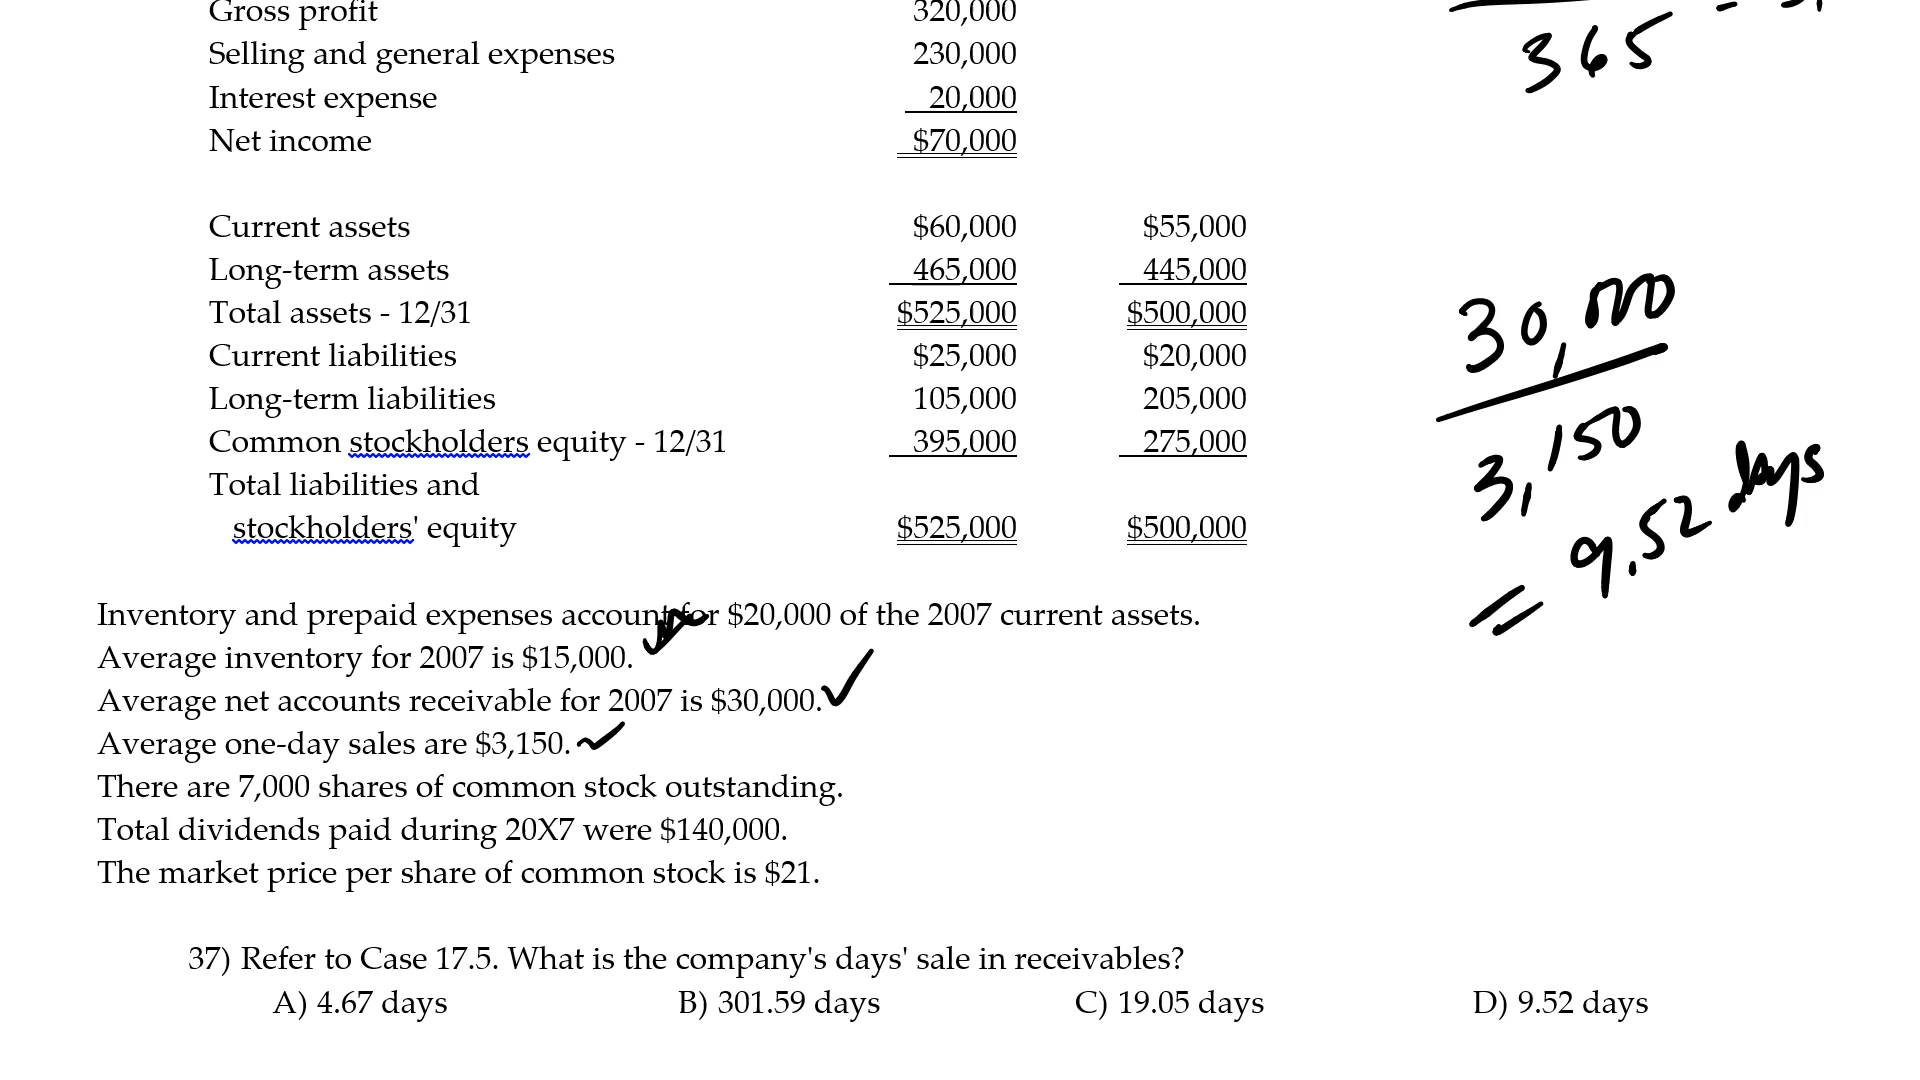 Gross profit 320,000
Selling and general expenses 230,000
Interest expense 20,000
Net income $70,000
365
Current assets $60,000 $55,000
Long-term assets 465,000 445,000
Total assets - 12/31 $525,000 $500,000
Current liabilities $25,000 $20,000
Long-term liabilities 105,000 205,000
Common stockholders equity - 12/31 395,000 275,000
Total liabilities and
stockholders' equity $525,000 $500,000
30,000
3,150
= 9.52 days
Inventory and prepaid expenses account for $20,000 of the 2007 current assets.
Average inventory for 2007 is $15,000.
Average net accounts receivable for 2007 is $30,000.
Average one-day sales are $3,150.
There are 7,000 shares of common stock outstanding.
Total dividends paid during 20X7 were $140,000.
The market price per share of common stock is $21.
37) Refer to Case 17.5. What is the company's days' sale in receivables?
A) 4.67 days B) 301.59 days C) 19.05 days D) 9.52 days